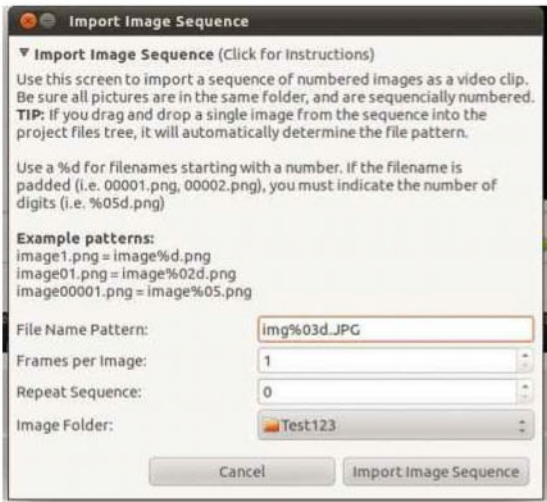 Import Image Sequence
Import Image Sequence (Click for Instructions)
Use this screen to import a sequence of numbered images as a video clip.
Be sure all pictures are in the same folder, and are sequencially numbered.
TIP: If you drag and drop a single image from the sequence into the
project files tree, it will automatically determine the file pattern.
Use a %d for filenames starting with a number. If the filename is
padded (i.e. 00001.png, 00002.png), you must indicate the number of
digits (i.e. %05d.png)
Example patterns:
image1.png = image%d.png
image01.png = image%02d.png
image00001.png = image%05.png
File Name Pattern: img%03d.JPG
Frames per Image: 1
Repeat Sequence: 0
Image Folder: Test123
Cancel Import Image Sequence